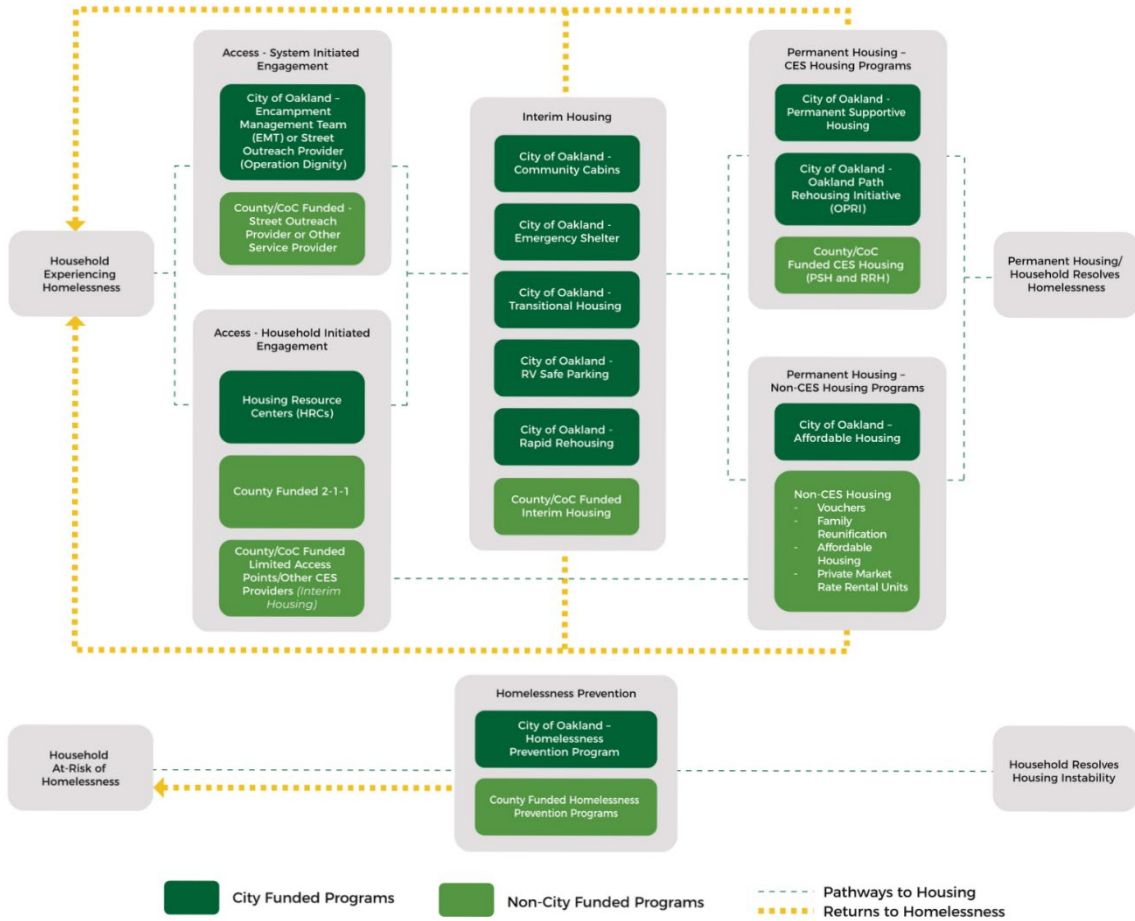 Access - System Initiated
Engagement
City of Oakland –
Encampment
Management Team
(EMT) or Street
Outreach Provider
(Operation Dignity)
County/CoC Funded -
Street Outreach
Provider or Other
Service Provider
Household
Experiencing
Homelessness
Access - Household Initiated
Engagement
Housing Resource
Centers (HRCs)
County Funded 2-1-1
County/CoC Funded
Limited Access
Points/Other CES
Providers (Interim
Housing)
Interim Housing
City of Oakland -
Community Cabins
City of Oakland -
Emergency Shelter
City of Oakland -
Transitional Housing
City of Oakland -
RV Safe Parking
City of Oakland -
Rapid Rehousing
County/CoC Funded
Interim Housing
Permanent Housing –
CES Housing Programs
City of Oakland -
Permanent Supportive
Housing
City of Oakland -
Oakland Path
Rehousing Initiative
(OPRI)
County/CoC
Funded CES Housing
(PSH and RRH)
Permanent Housing/
Household Resolves
Homelessness
Permanent Housing –
Non-CES Housing Programs
City of Oakland –
Affordable Housing
Non-CES Housing
- Vouchers
- Family
Reunification
- Affordable
Housing
- Private Market
Rate Rental Units
Homelessness Prevention
City of Oakland –
Homelessness
Prevention Program
County Funded Homelessness
Prevention Programs
Household
At-Risk of
Homelessness
Household Resolves
Housing Instability
City Funded Programs
Non-City Funded Programs
Pathways to Housing
Returns to Homelessness